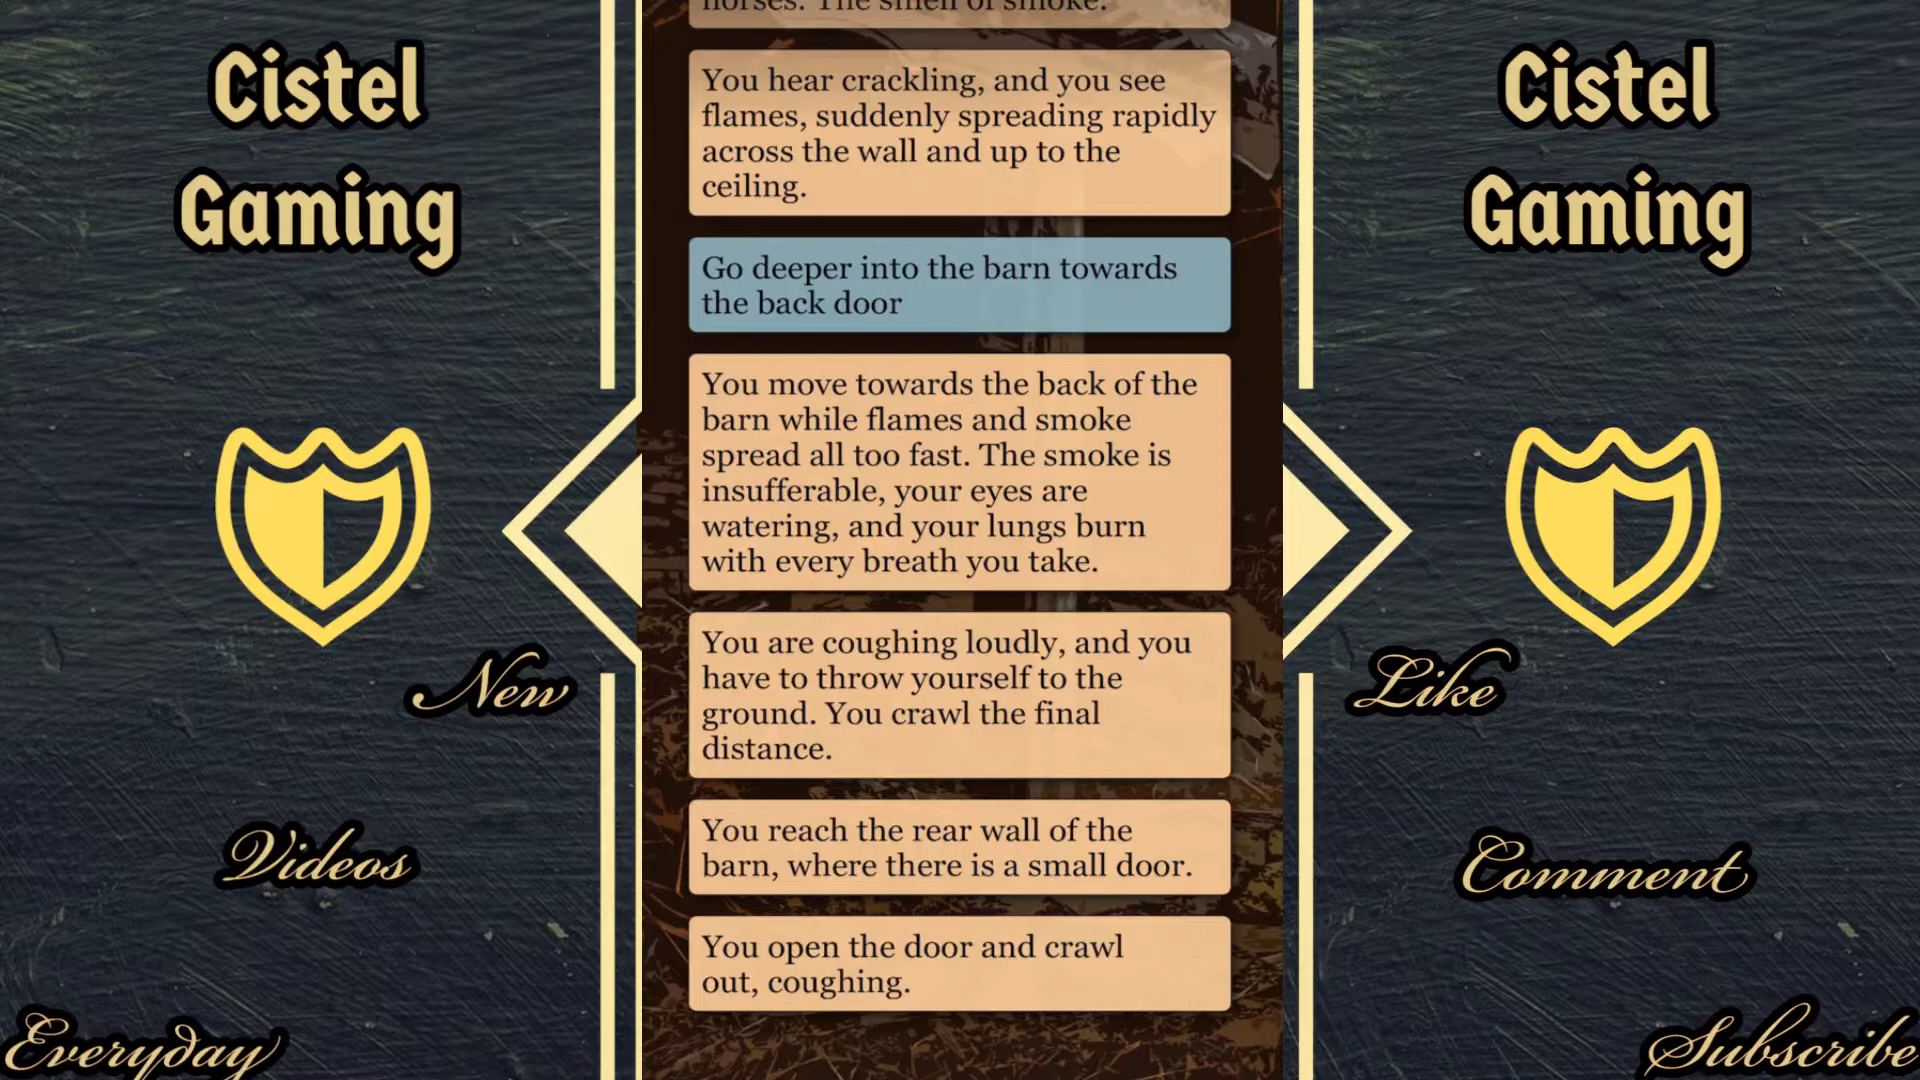 Cistel
Gaming
New
Videos
Everyday
horses. The smell of smoke.
You hear crackling, and you see
flames, suddenly spreading rapidly
across the wall and up to the
ceiling.
Go deeper into the barn towards
the back door
You move towards the back of the
barn while flames and smoke
spread all too fast. The smoke is
insufferable, your eyes are
watering, and your lungs burn
with every breath you take.
You are coughing loudly, and you
have to throw yourself to the
ground. You crawl the final
distance.
You reach the rear wall of the
barn, where there is a small door.
You open the door and crawl
out, coughing.
Cistel
Gaming
Like
Comment
Subscribe